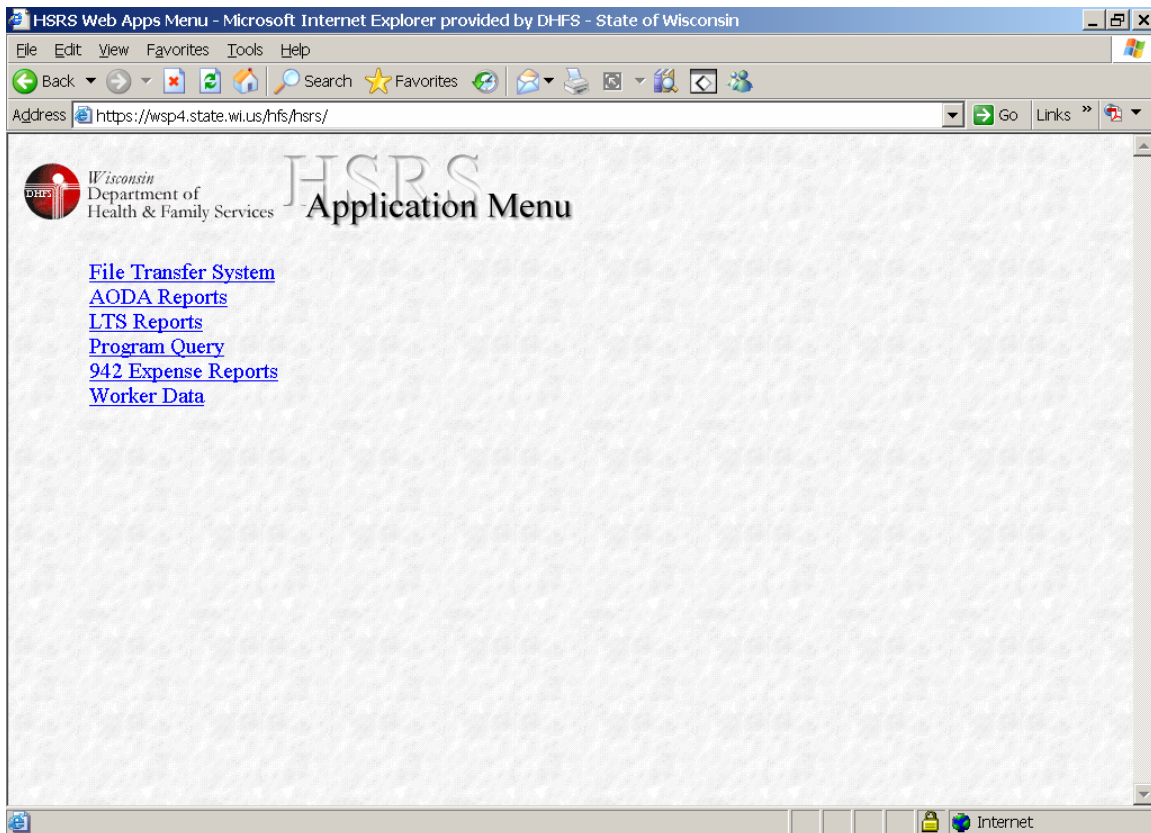 HSRS Web Apps Menu - Microsoft Internet Explorer provided by DHFS - State of Wisconsin
File Edit View Favorites Tools Help
Back Search Favorites
Address https://wsp4.state.wi.us/hfs/hsrs/ Go Links »
DHFS
Wisconsin
Department of
Health & Family Services
HSRS
Application Menu
File Transfer System
AODA Reports
LTS Reports
Program Query
942 Expense Reports
Worker Data
Internet